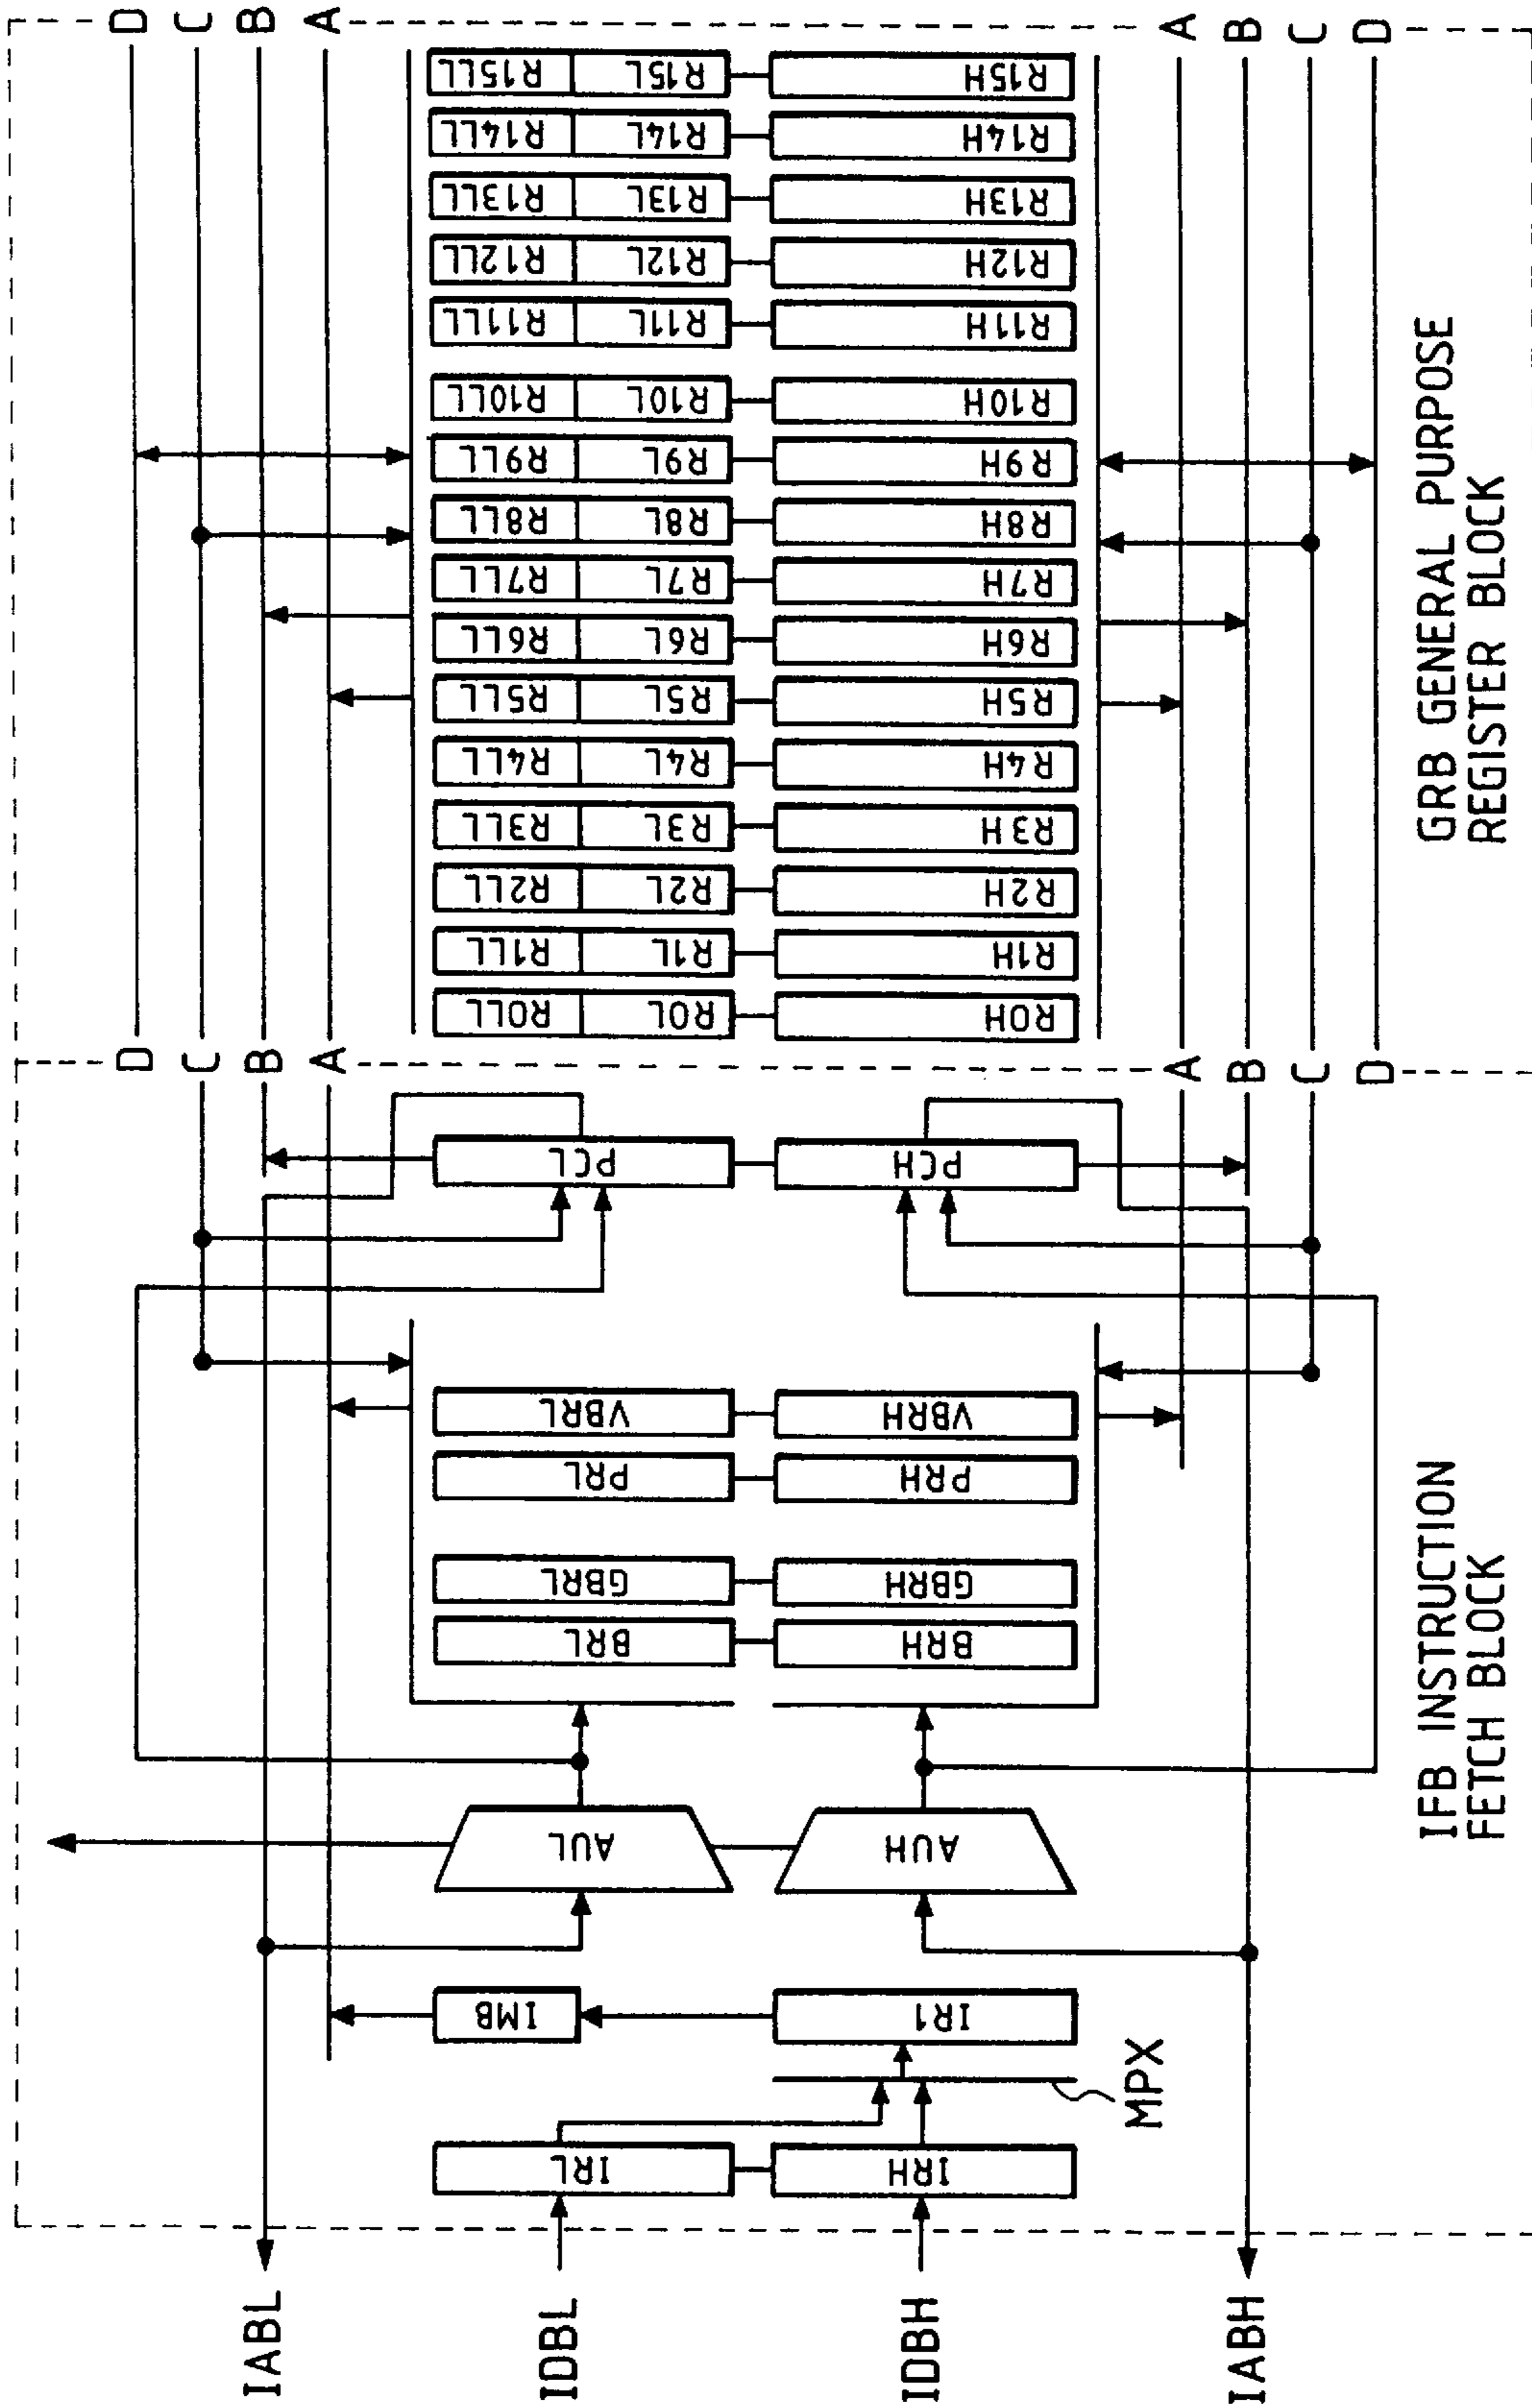 D
C
B
A
A
B
C
D
R15LL
R15L
R15H
R14LL
R14L
R14H
R13LL
R13L
R13H
R12LL
R12L
R12H
R11LL
R11L
R11H
R10LL
R10L
R10H
R9LL
R9L
R9H
R8LL
R8L
R8H
R7LL
R7L
R7H
R6LL
R6L
R6H
R5LL
R5L
R5H
R4LL
R4L
R4H
R3LL
R3L
R3H
R2LL
R2L
R2H
R1LL
R1L
R1H
R0LL
R0L
R0H
GRB GENERAL PURPOSE
REGISTER BLOCK
D
C
B
A
A
B
C
D
PCL
PCH
VBRL
VBRH
PRL
PRH
GBRL
GBRH
BRL
BRH
AUL
AUH
IMB
IR1
MPX
IRL
IRH
IFB INSTRUCTION
FETCH BLOCK
IABL
IDBL
IDBH
IABH